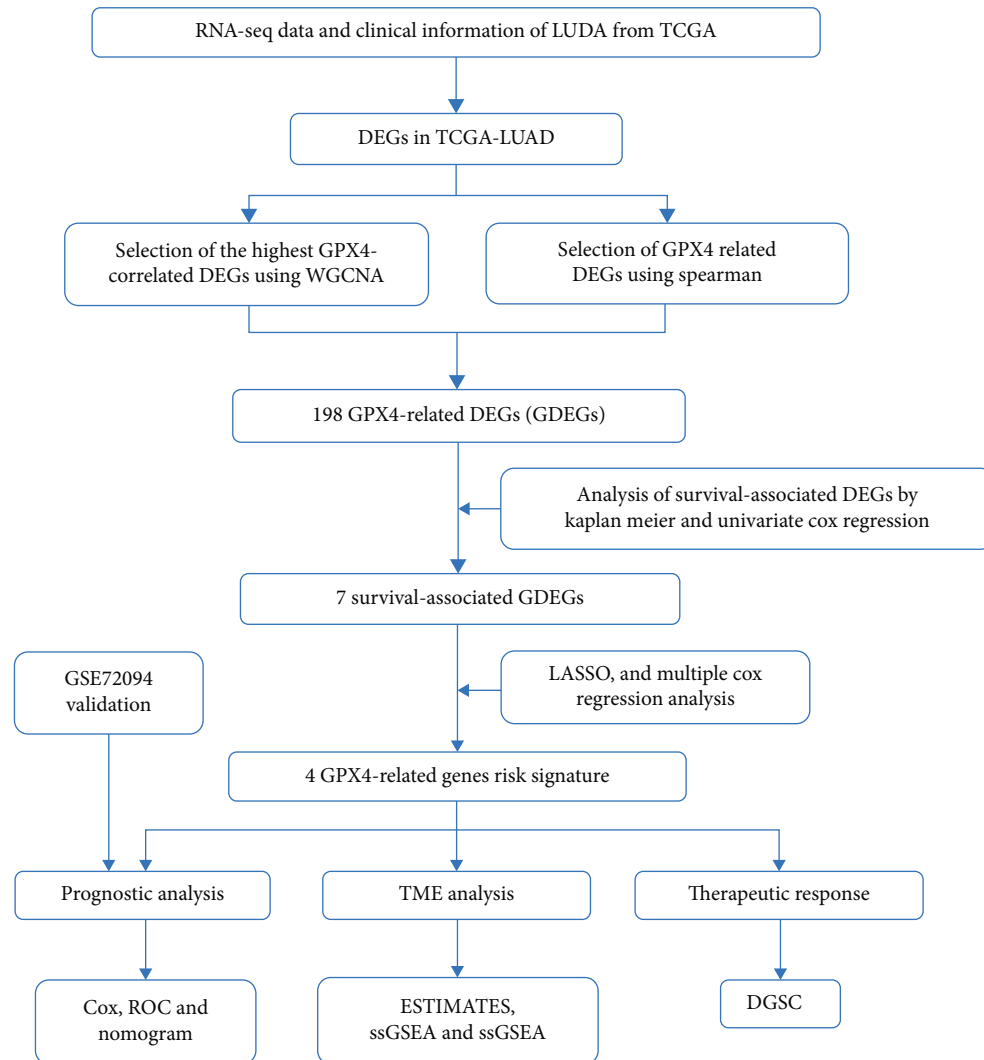 RNA-seq data and clinical information of LUDA from TCGA
DEGs in TCGA-LUAD
Selection of the highest GPX4-
correlated DEGs using WGCNA
Selection of GPX4 related
DEGs using spearman
198 GPX4-related DEGs (GDEGs)
Analysis of survival-associated DEGs by
kaplan meier and univariate cox regression
7 survival-associated GDEGs
GSE72094
validation
LASSO, and multiple cox
regression analysis
4 GPX4-related genes risk signature
Prognostic analysis
TME analysis
Therapeutic response
Cox, ROC and
nomogram
ESTIMATES,
ssGSEA and ssGSEA
DGSC